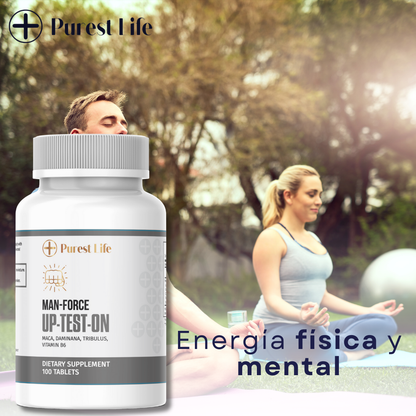 Purest Life
Purest Life
MAN-FORCE
UP-TEST-ON
MACA, DAMINANA, TRIBULUS,
VITAMIN B6
DIETARY SUPPLEMENT
100 TABLETS
Energía física y
mental